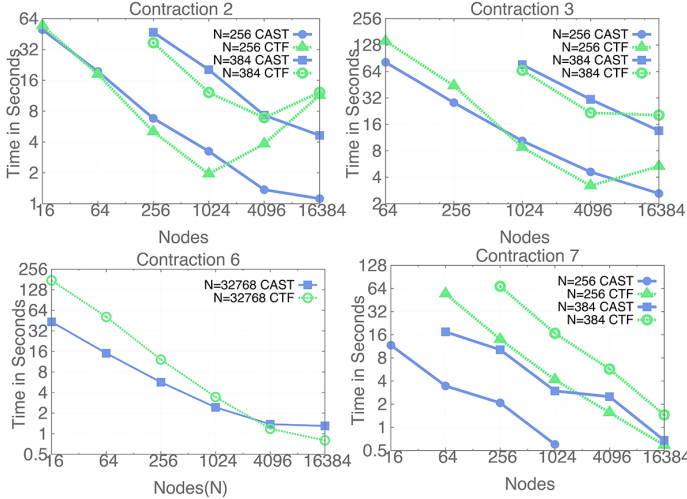 Contraction 2
Time in Seconds
64
32
16
8
4
2
1
N=256 CAST
N=256 CTF
N=384 CAST
N=384 CTF
16 64 256 1024 4096 16384
Nodes
Contraction 3
Time in Seconds
256
128
64
32
16
8
4
2
N=256 CAST
N=256 CTF
N=384 CAST
N=384 CTF
64 256 1024 4096 16384
Nodes
Contraction 6
Time in Seconds
256
128
64
32
16
8
4
2
1
0.5
N=32768 CAST
N=32768 CTF
16 64 256 1024 4096 16384
Nodes(N)
Contraction 7
Time in Seconds
128
64
32
16
8
4
2
1
0.5
N=256 CAST
N=256 CTF
N=384 CAST
N=384 CTF
16 64 256 1024 4096 16384
Nodes